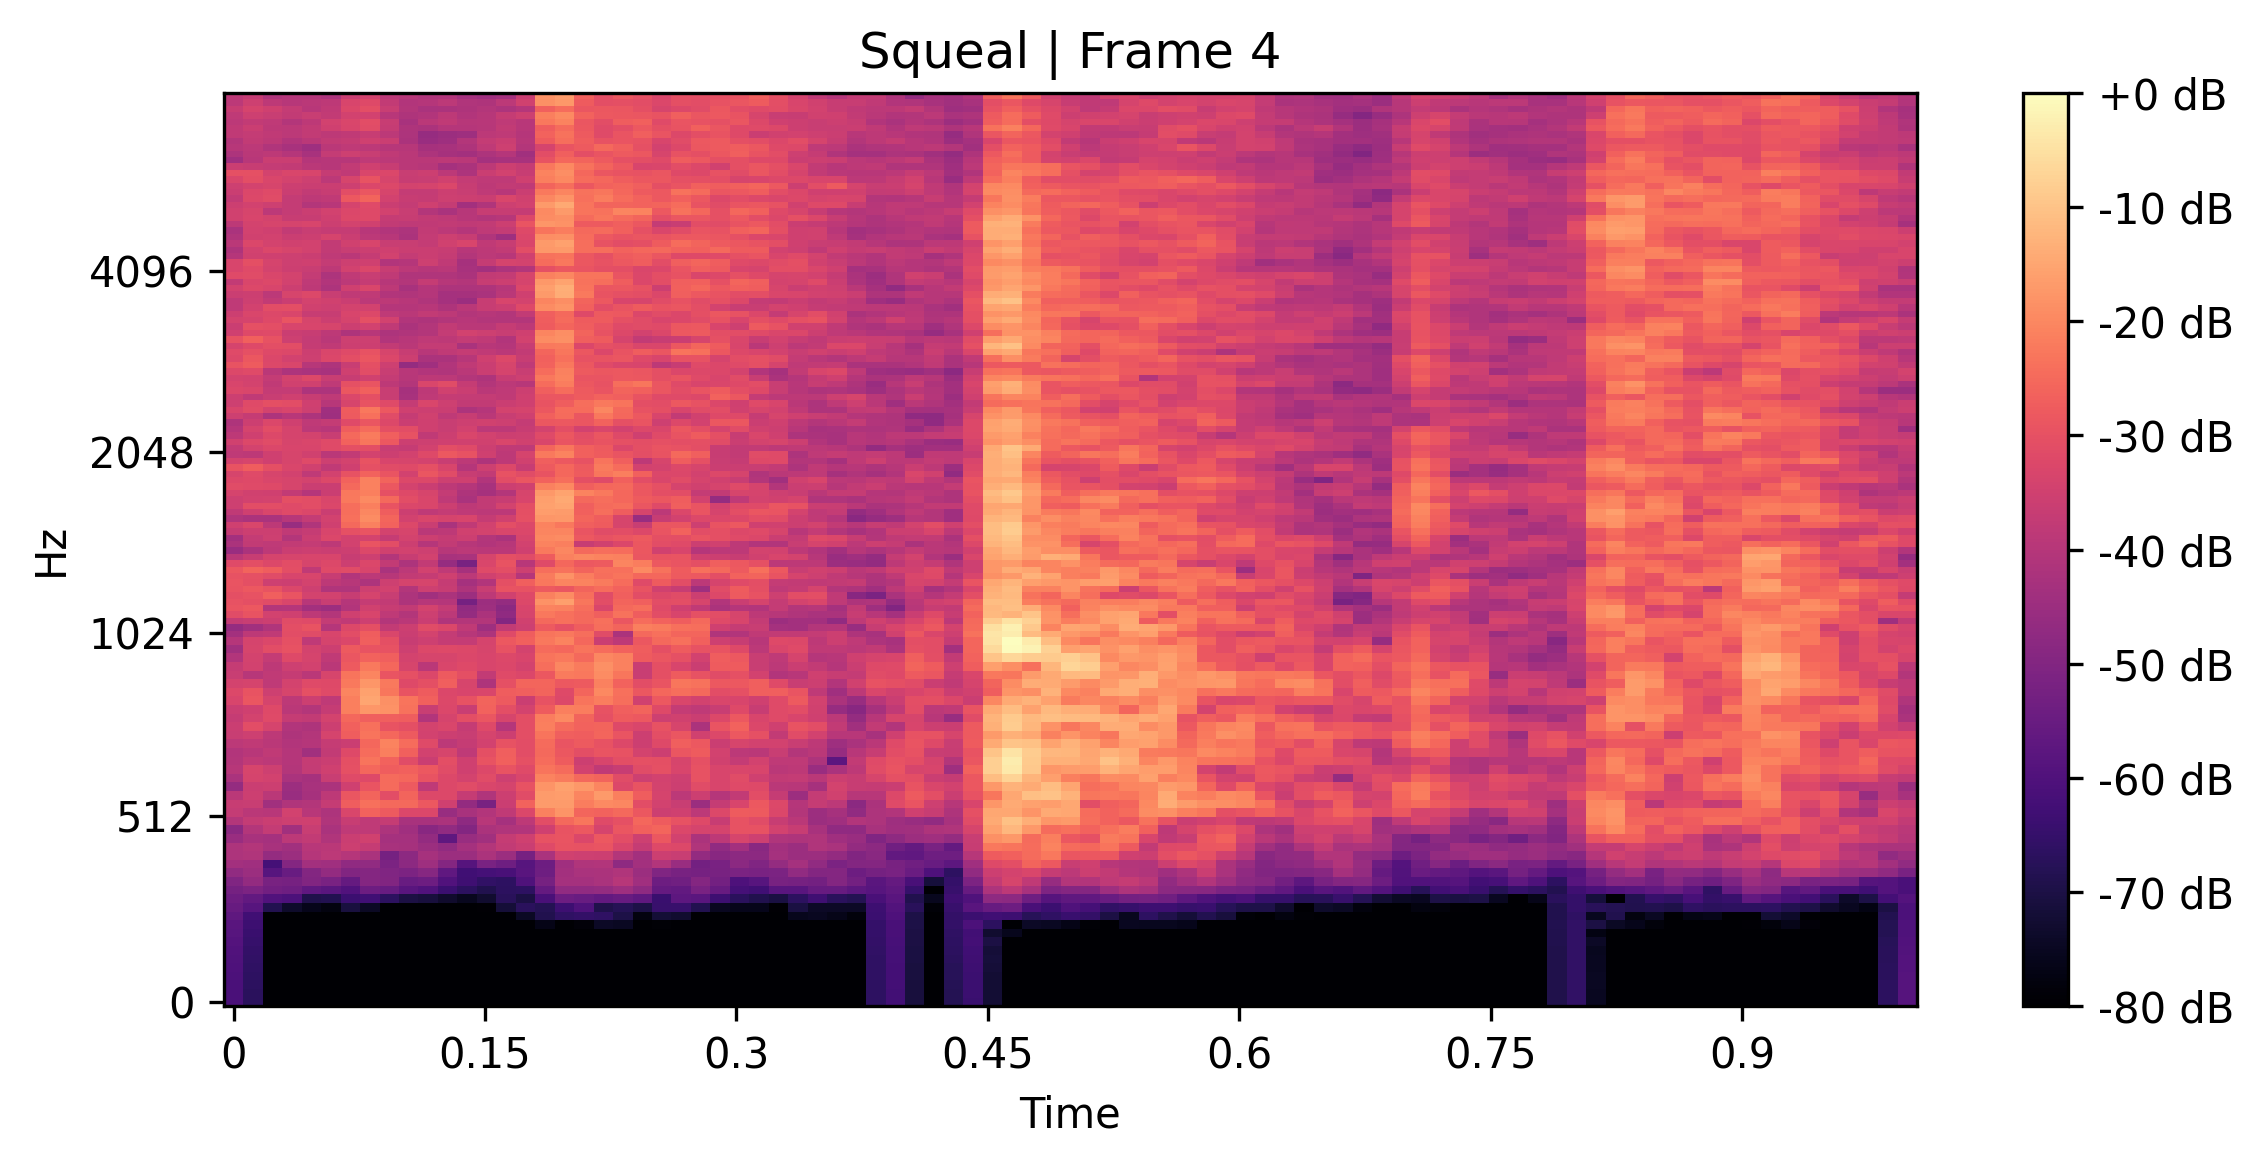 Squeal | Frame 4
Hz
4096
2048
1024
512
0
0 0.15 0.3 0.45 0.6 0.75 0.9
Time
+0 dB
-10 dB
-20 dB
-30 dB
-40 dB
-50 dB
-60 dB
-70 dB
-80 dB